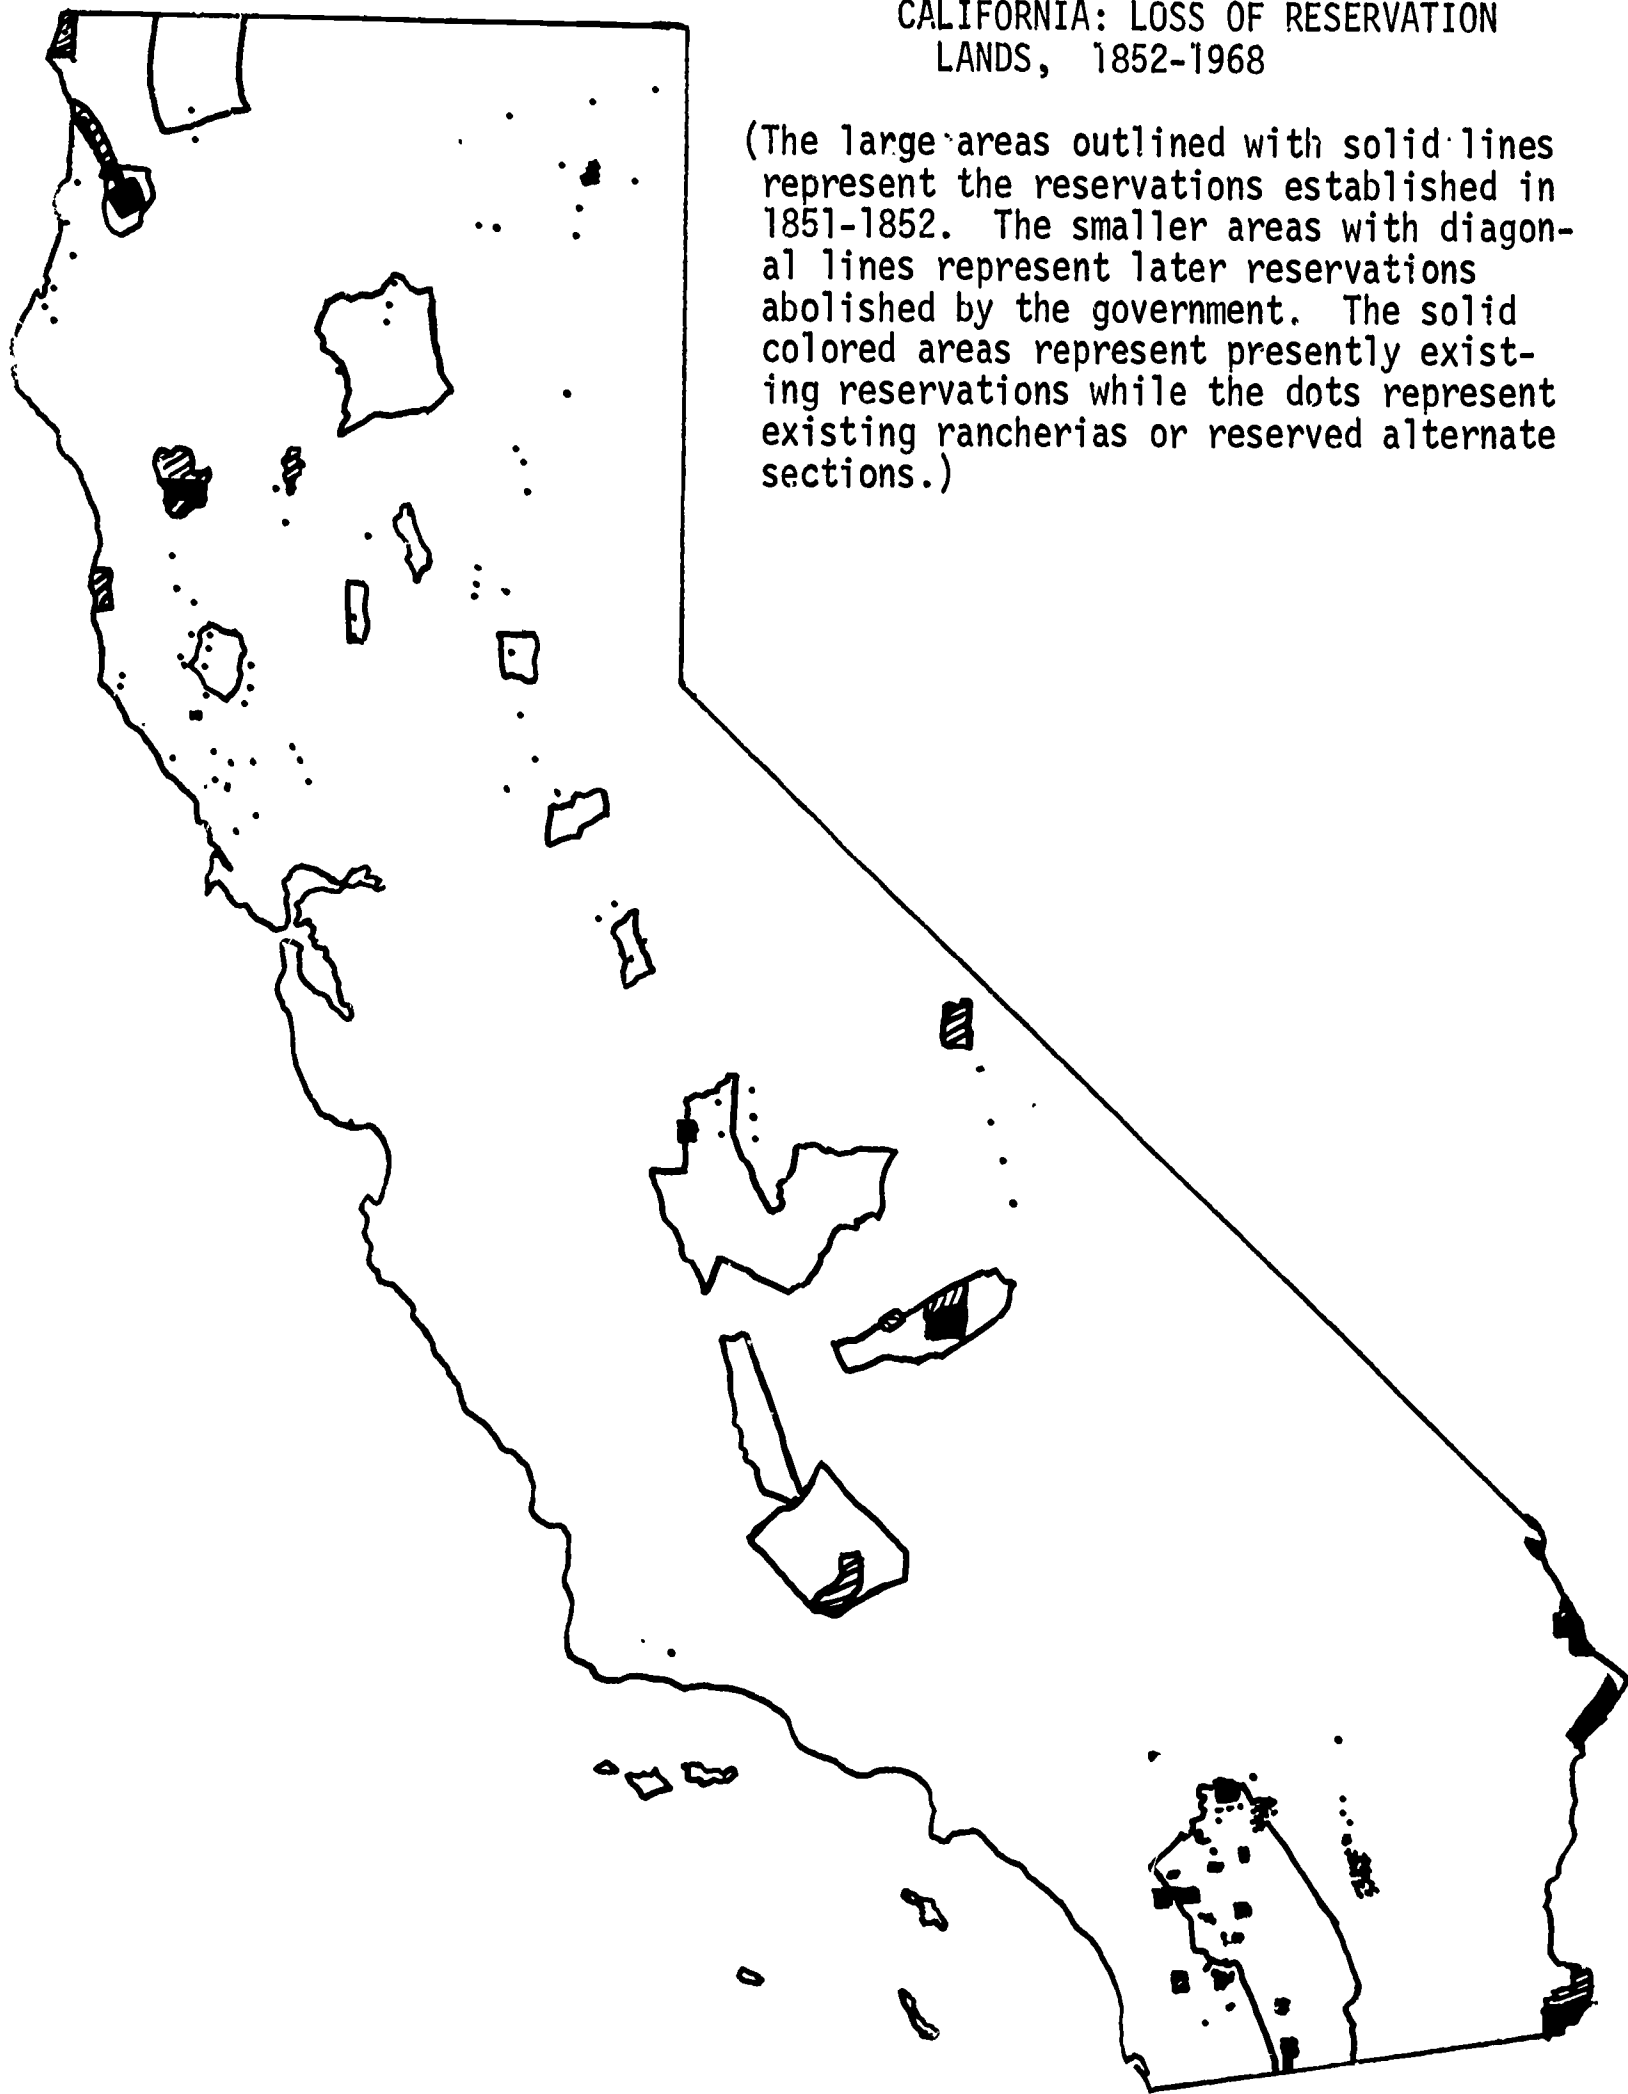 CALIFORNIA: LOSS OF RESERVATION
LANDS, 1852-1968
(The large areas outlined with solid lines
represent the reservations established in
1851-1852. The smaller areas with diagon-
al lines represent later reservations
abolished by the government. The solid
colored areas represent presently exist-
ing reservations while the dots represent
existing rancherias or reserved alternate
sections.)